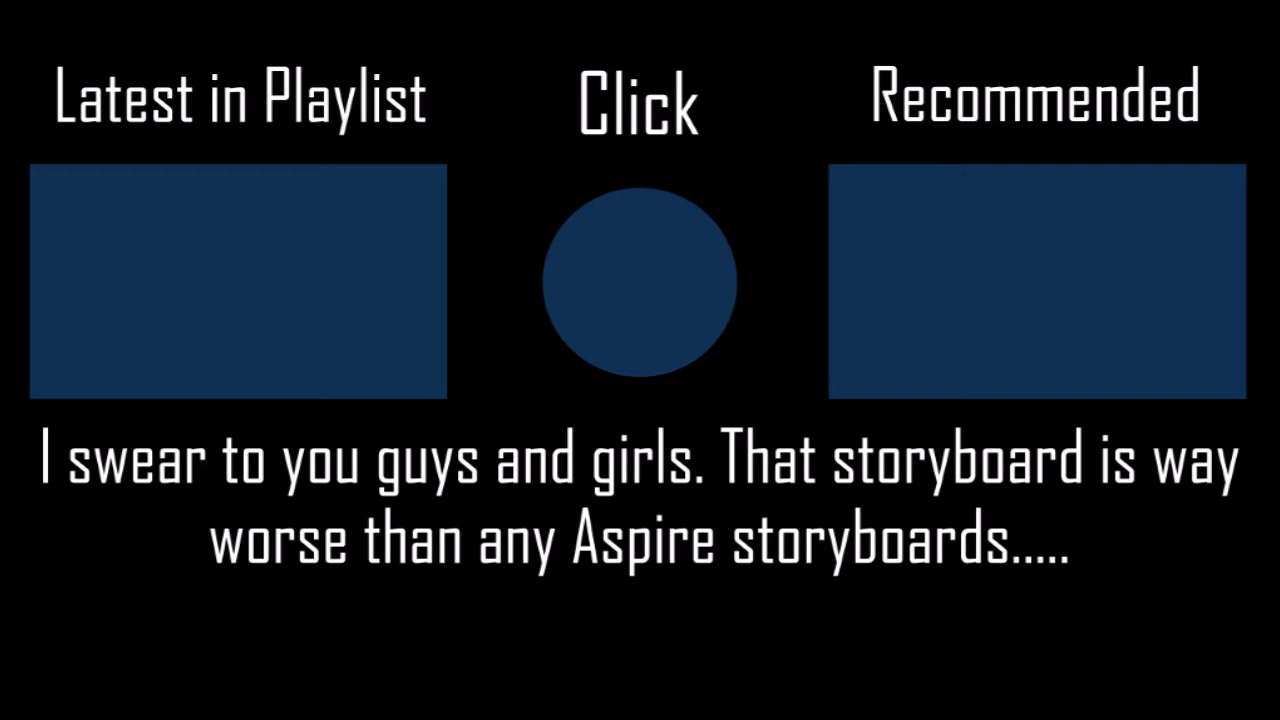 Latest in Playlist
Click
Recommended
I swear to you guys and girls. That storyboard is way
worse than any Aspire storyboards.....